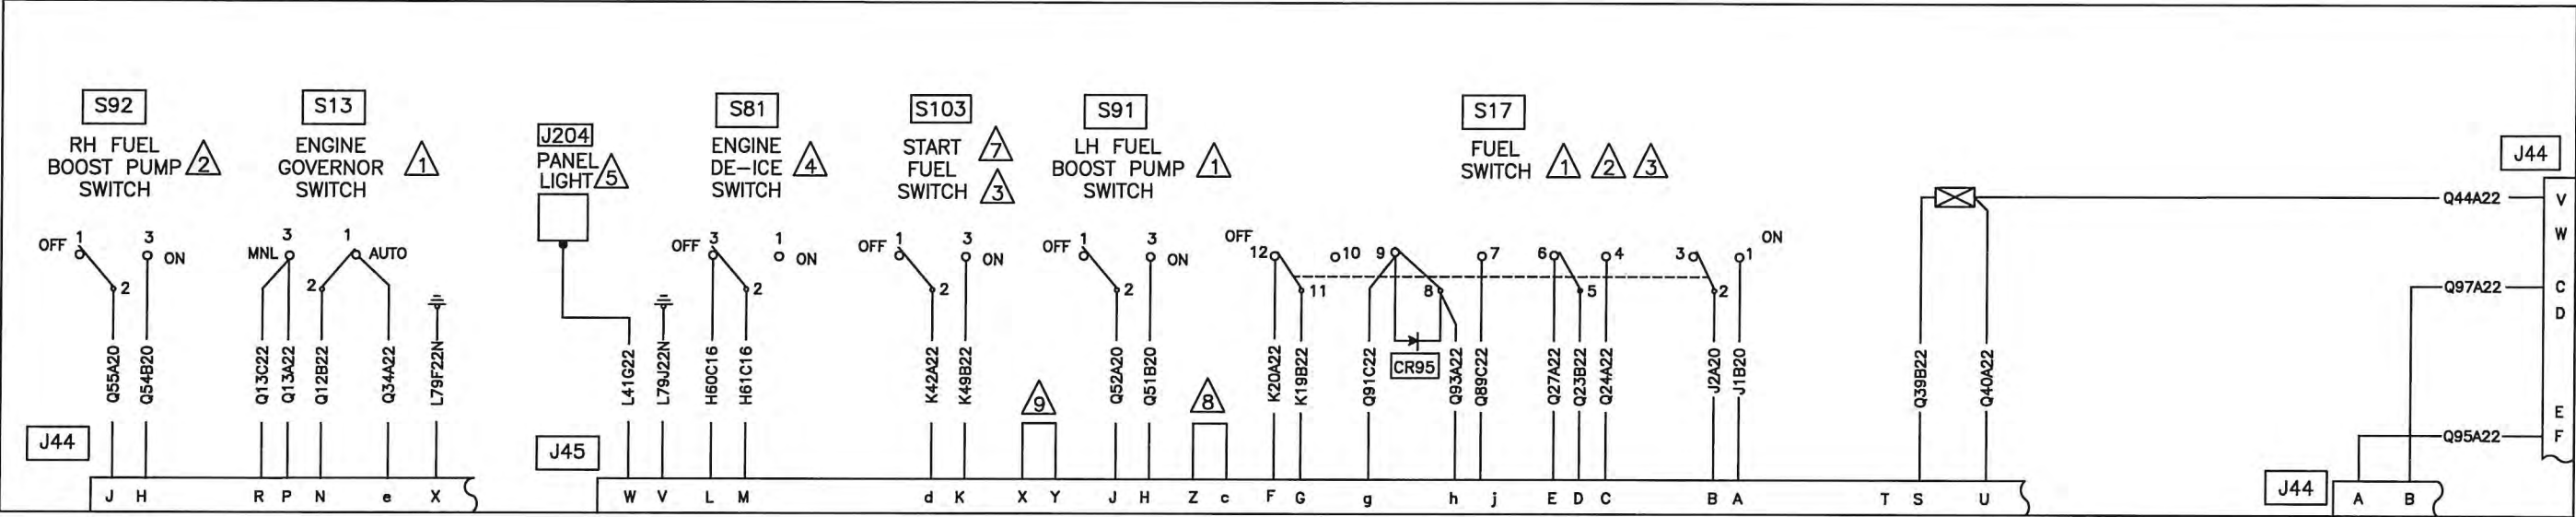 S92
RH FUEL
BOOST PUMP 2
SWITCH
S13
ENGINE
GOVERNOR 1
SWITCH
J204
PANEL
LIGHT 5
S81
ENGINE
DE-ICE 4
SWITCH
S103
START 7
FUEL
SWITCH 3
S91
LH FUEL
BOOST PUMP 1
SWITCH
S17
FUEL
SWITCH 1 2 3
J44
OFF 1 3 ON
2
MNL 3 1 AUTO
2
OFF 3 1 ON
2
OFF 1 3 ON
2
OFF 1 3 ON
2
OFF ON
12 10 9 7 6 4 3 1
11 8 5 2
CR95
Q55A20
Q54B20
Q13C22
Q13A22
Q12B22
Q34A22
L79F22N
L41G22
L79J22N
H60C16
H61C16
K42A22
K49B22
9
Q52A20
Q51B20
8
K20A22
K19B22
Q91C22
Q93A22
Q89C22
Q27A22
Q23B22
Q24A22
J2A20
J1B20
Q39B22
Q40A22
Q44A22 V
W
Q97A22 C
D
E
Q95A22 F
J44
J H R P N e X
J45
W V L M d K X Y J H Z c F G g h j E D C B A T S U
J44
A B